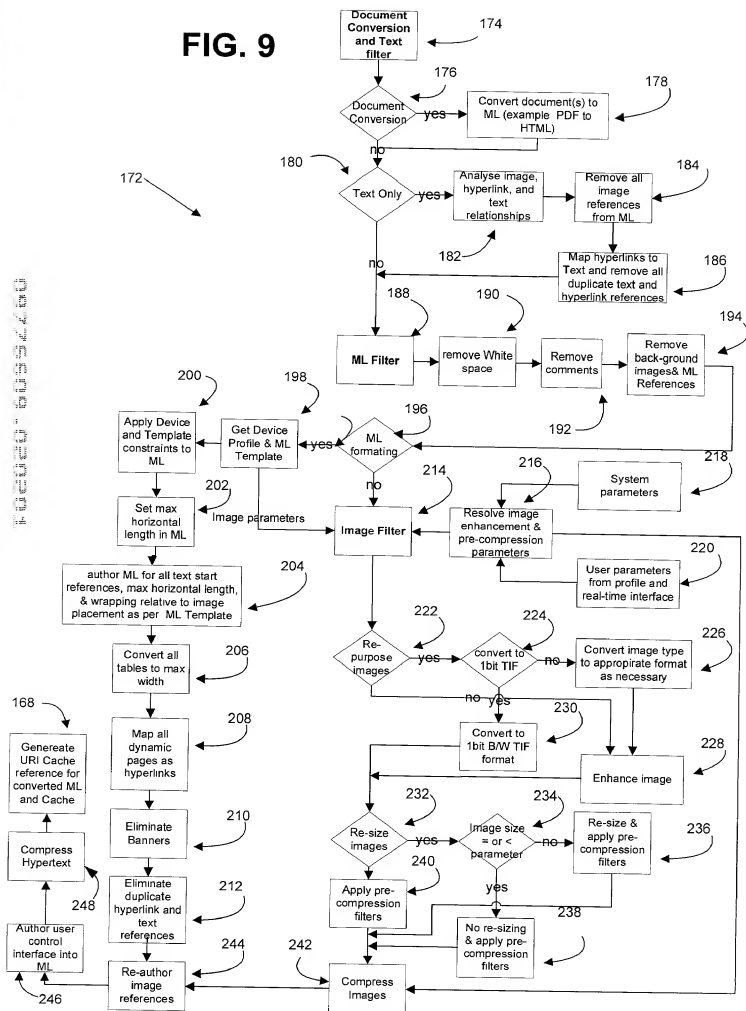 FIG. 9
Document
Conversion
and Text
filter
174
176
Document
Conversion
yes
Convert document(s) to
ML (example PDF to
HTML)
178
no
180
172
Text Only
yes
Analyse image,
hyperlink, and
text
relationships
182
Remove all
image
references
from ML
184
no
Map hyperlinks to
Text and remove all
duplicate text and
hyperlink references
186
188
ML Filter
190
remove White
space
Remove
comments
192
Remove
back-ground
images& ML
References
194
200
Apply Device
and Template
constraints to
ML
198
Get Device
Profile & ML
Template
yes
196
ML
formating
no
202
Set max
horizontal
length in ML
Image parameters
214
Image Filter
216
Resolve image
enhancement &
pre-compression
parameters
System
parameters
218
User parameters
from profile and
real-time interface
220
author ML for all text start
references, max horizontal length,
& wrapping relative to image
placement as per ML Template
204
222
Re-
purpose
images
yes
224
convert to
1bit TIF
no
Convert image type
to appropirate format
as necessary
226
no
yes
Convert all
tables to max
width
206
168
Genereate
URI Cache
reference for
converted ML
and Cache
Map all
dynamic
pages as
hyperlinks
208
Convert to
1bit B/W TIF
format
230
Enhance image
228
232
Re-size
images
yes
234
Image size
= or <
parameter
no
Re-size &
apply pre-
compression
filters
236
Eliminate
Banners
210
Compress
Hypertext
248
240
Apply pre-
compression
filters
yes
Eliminate
duplicate
hyperlink and
text
references
212
No re-sizing
& apply pre-
compression
filters
238
Author user
control
interface into
ML
246
Re-author
image
references
244
242
Compress
Images